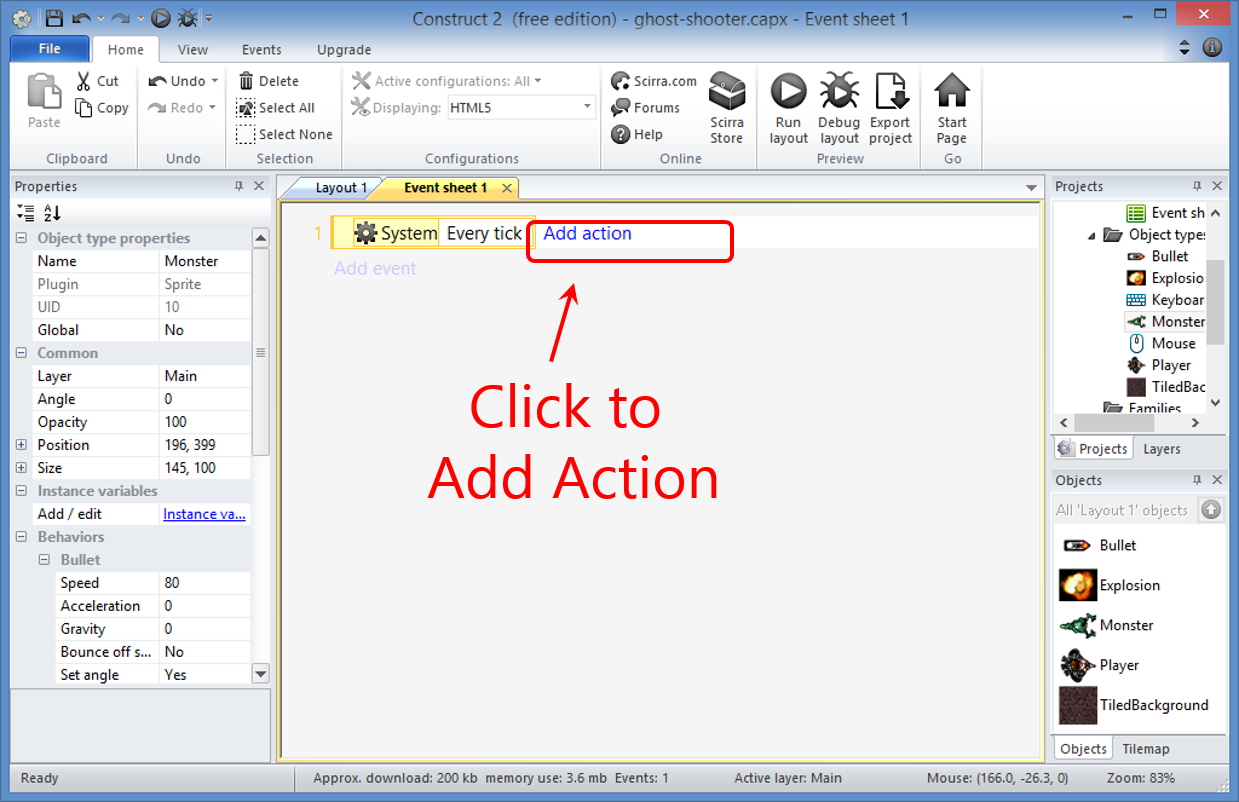 Construct 2  (free edition) - ghost-shooter.capx - Event sheet 1
File Home View Events Upgrade
Paste
Cut
Copy
Clipboard
Undo
Redo
Undo
Delete
Select All
Select None
Selection
Active configurations: All
Displaying: HTML5
Configurations
Scirra.com
Forums
Help
Scirra
Store
Online
Run
layout
Debug
layout
Export
project
Preview
Start
Page
Go
Properties
Object type properties
Name Monster
Plugin Sprite
UID 10
Global No
Common
Layer Main
Angle 0
Opacity 100
Position 196, 399
Size 145, 100
Instance variables
Add / edit Instance va...
Behaviors
Bullet
Speed 80
Acceleration 0
Gravity 0
Bounce off s... No
Set angle Yes
Layout 1 Event sheet 1
1 System Every tick Add action
Add event
Click to
Add Action
Projects
Event sh
Object types
Bullet
Explosio
Keyboar
Monster
Mouse
Player
TiledBac
Families
Projects Layers
Objects
All 'Layout 1' objects
Bullet
Explosion
Monster
Player
TiledBackground
Objects Tilemap
Ready Approx. download: 200 kb  memory use: 3.6 mb  Events: 1 Active layer: Main Mouse: (166.0, -26.3, 0) Zoom: 83%